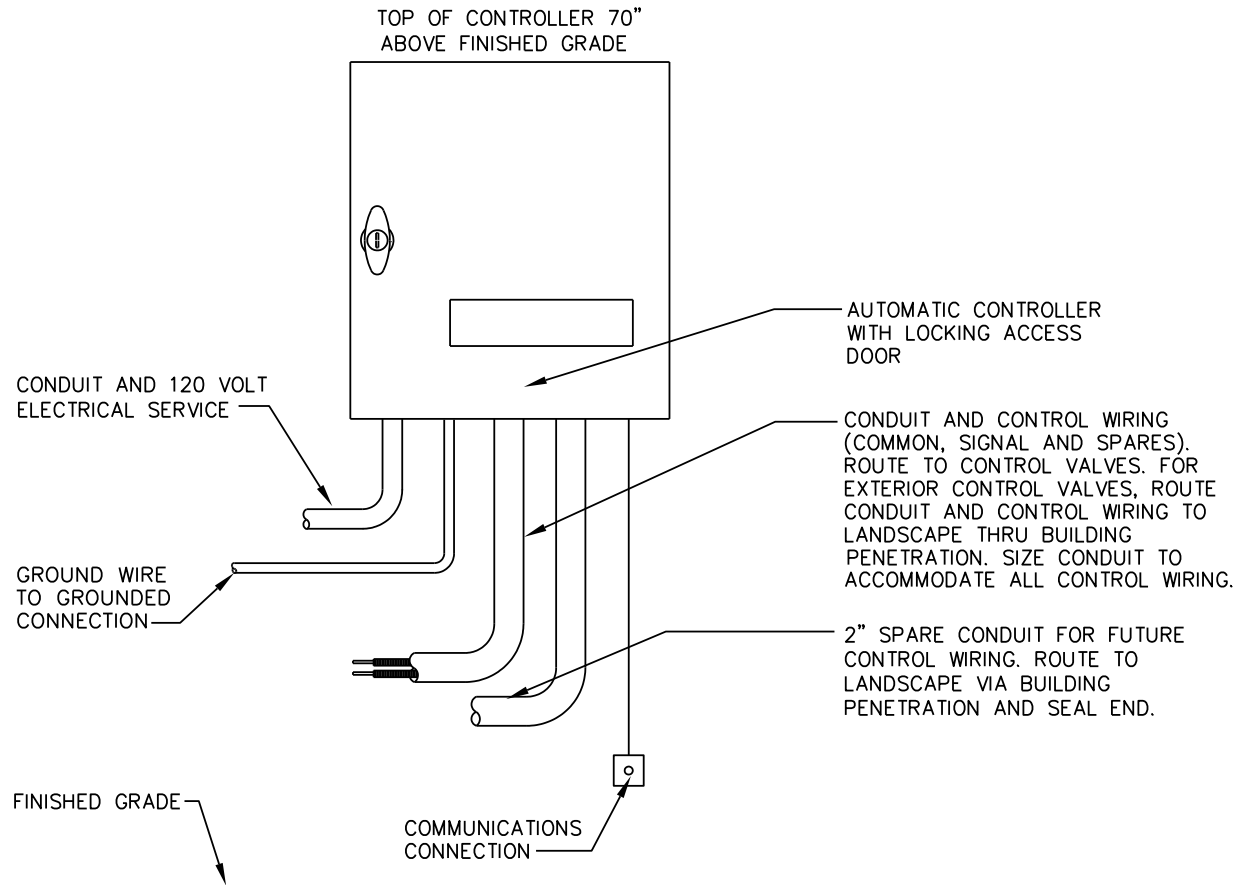 TOP OF CONTROLLER 70"
ABOVE FINISHED GRADE
AUTOMATIC CONTROLLER
WITH LOCKING ACCESS
DOOR
CONDUIT AND 120 VOLT
ELECTRICAL SERVICE
CONDUIT AND CONTROL WIRING
(COMMON, SIGNAL AND SPARES).
ROUTE TO CONTROL VALVES. FOR
EXTERIOR CONTROL VALVES, ROUTE
CONDUIT AND CONTROL WIRING TO
LANDSCAPE THRU BUILDING
PENETRATION. SIZE CONDUIT TO
ACCOMMODATE ALL CONTROL WIRING.
GROUND WIRE
TO GROUNDED
CONNECTION
2" SPARE CONDUIT FOR FUTURE
CONTROL WIRING. ROUTE TO
LANDSCAPE VIA BUILDING
PENETRATION AND SEAL END.
FINISHED GRADE
COMMUNICATIONS
CONNECTION